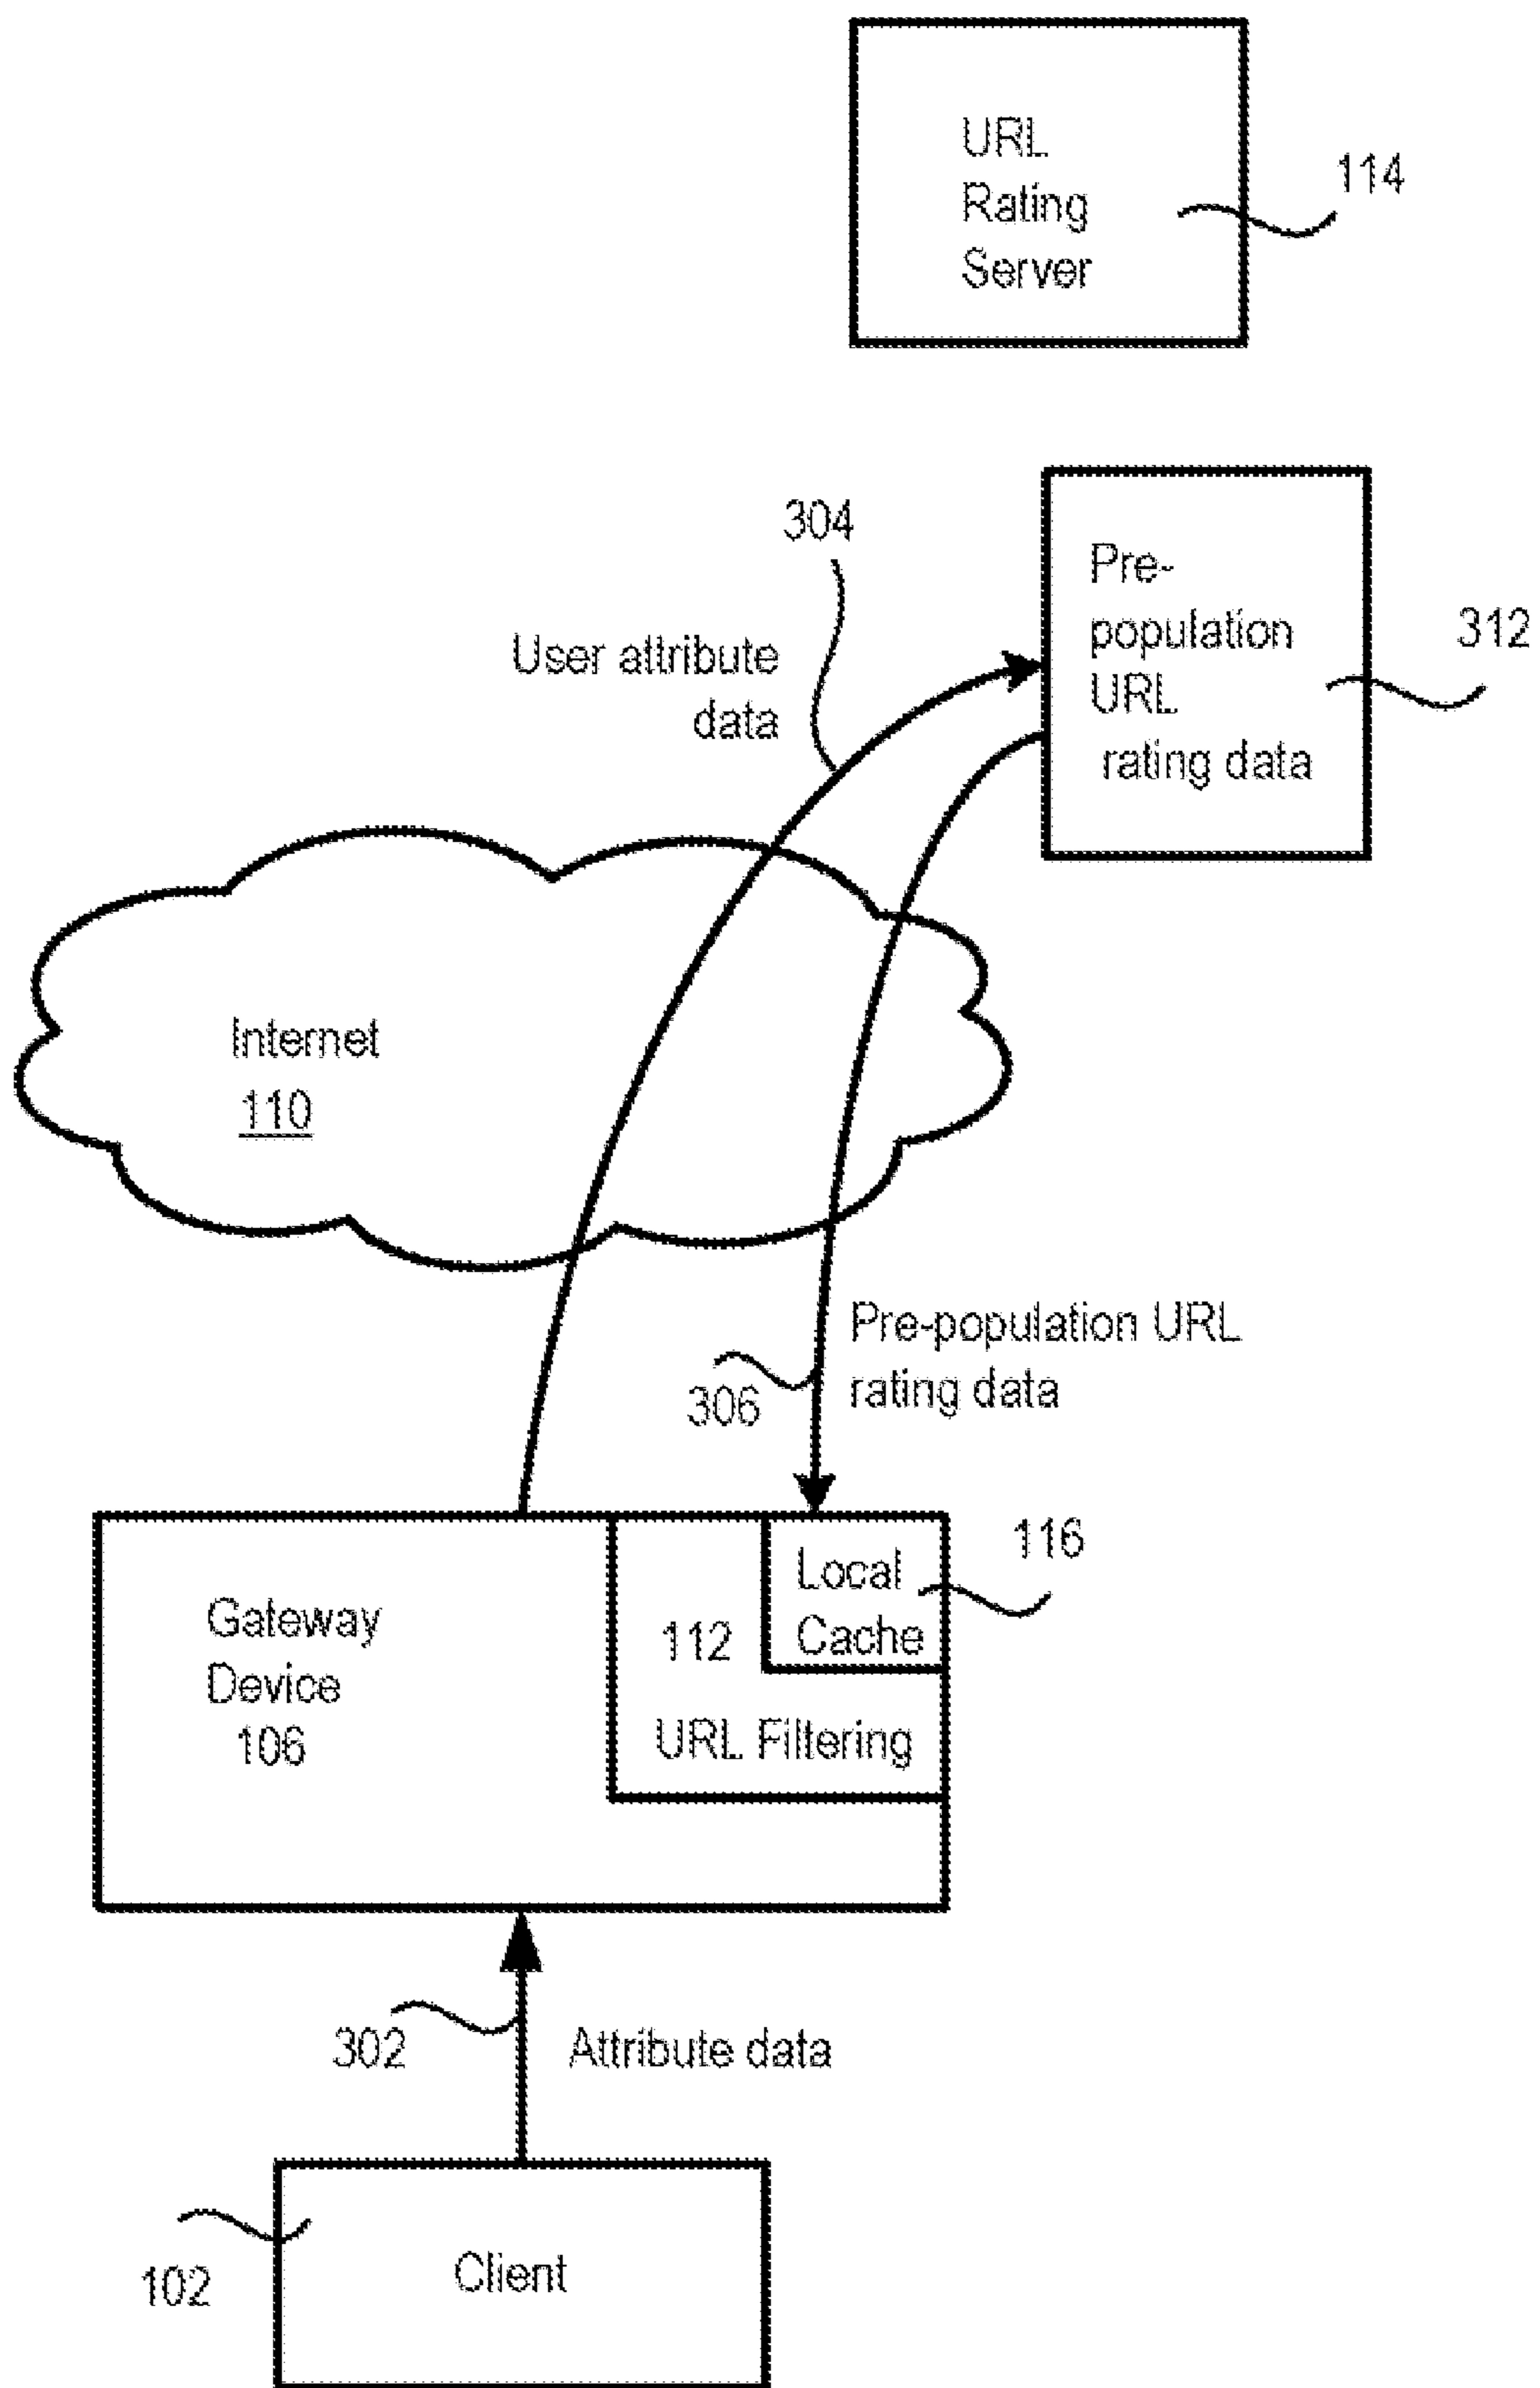 URL
Rating
Server
114
304
Pre-
population
URL
rating data
312
User attribute
data
Internet
110
Pre-population URL
rating data
306
Local
Cache
116
Gateway
Device
106
112
URL Filtering
302
Attribute data
102
Client